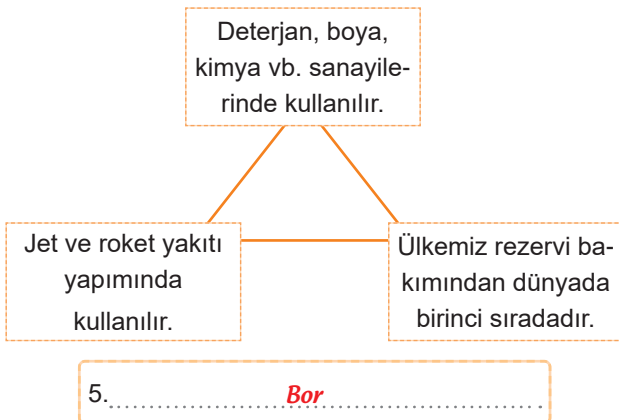 Deterjan, boya,
kimya vb. sanayile-
rinde kullanılır.
Jet ve roket yakıtı
yapımında
kullanılır.
Ülkemiz rezervi ba-
kımından dünyada
birinci sıradadır.
5. Bor